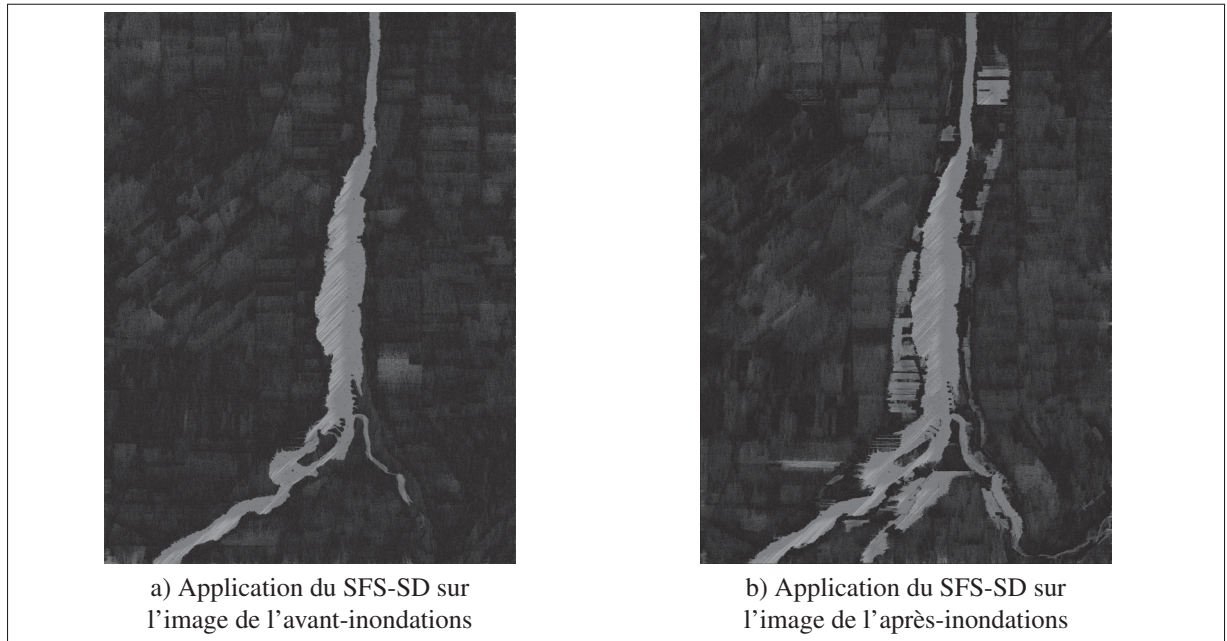 a) Application du SFS-SD sur
l'image de l'avant-inondations
b) Application du SFS-SD sur
l'image de l'après-inondations